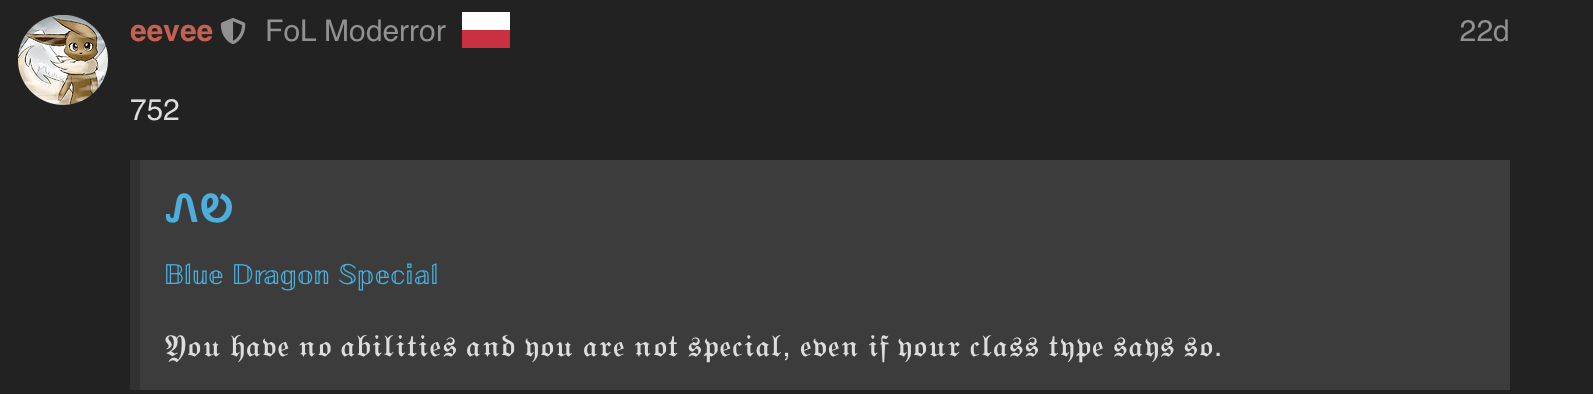 eevee FoL Moderror 22d
752
ᏁᎧ
𝔹𝕝𝕦𝕖 𝔻𝕣𝕒𝕘𝕠𝕟 𝕊𝕡𝕖𝕔𝕚𝕒𝕝
𝖄𝖔𝖚 𝖍𝖆𝖛𝖊 𝖓𝖔 𝖆𝖇𝖎𝖑𝖎𝖙𝖎𝖊𝖘 𝖆𝖓𝖉 𝖞𝖔𝖚 𝖆𝖗𝖊 𝖓𝖔𝖙 𝖘𝖕𝖊𝖈𝖎𝖆𝖑, 𝖊𝖛𝖊𝖓 𝖎𝖋 𝖞𝖔𝖚𝖗 𝖈𝖑𝖆𝖘𝖘 𝖙𝖞𝖕𝖊 𝖘𝖆𝖞𝖘 𝖘𝖔.